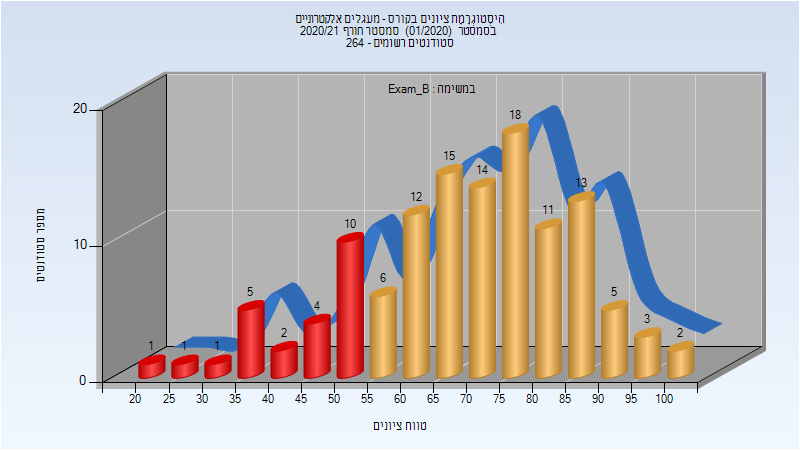 היסטוגרמת ציונים בקורס - מעגלים אלקטרוניים
בסמסטר (01/2020) סמסטר חורף 2020/21
סטודנטים רשומים - 264
במשימה : Exam_B
מספר סטודנטים
20
10
0
1
1
1
5
2
4
10
6
12
15
14
18
11
13
5
3
2
20 25 30 35 40 45 50 55 60 65 70 75 80 85 90 95 100
טווח ציונים